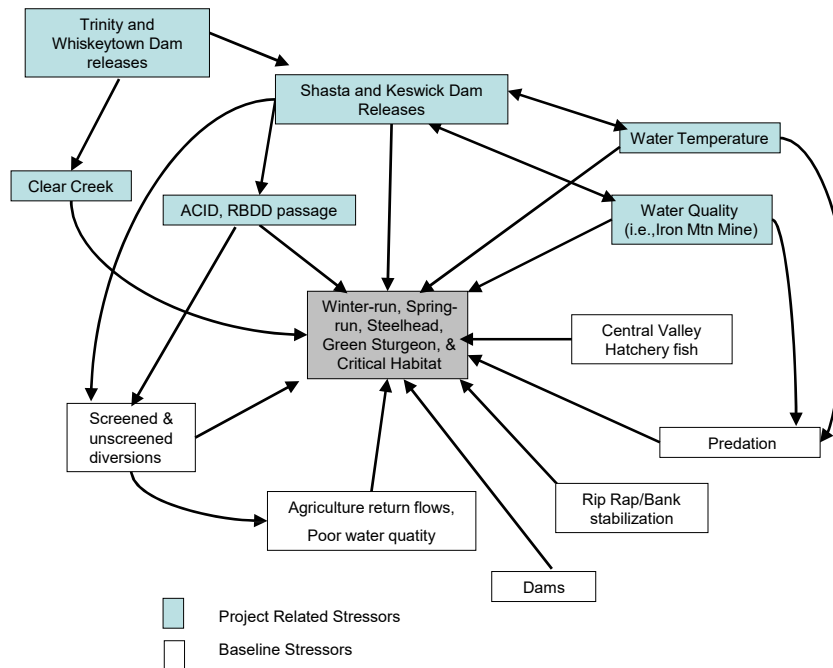 Trinity and
Whiskeytown Dam
releases
Shasta and Keswick Dam
Releases
Water Temperature
Clear Creek
ACID, RBDD passage
Water Quality
(i.e.,Iron Mtn Mine)
Winter-run, Spring-
run, Steelhead,
Green Sturgeon, &
Critical Habitat
Central Valley
Hatchery fish
Screened &
unscreened
diversions
Predation
Agriculture return flows,
Poor water quatity
Rip Rap/Bank
stabilization
Dams
Project Related Stressors
Baseline Stressors